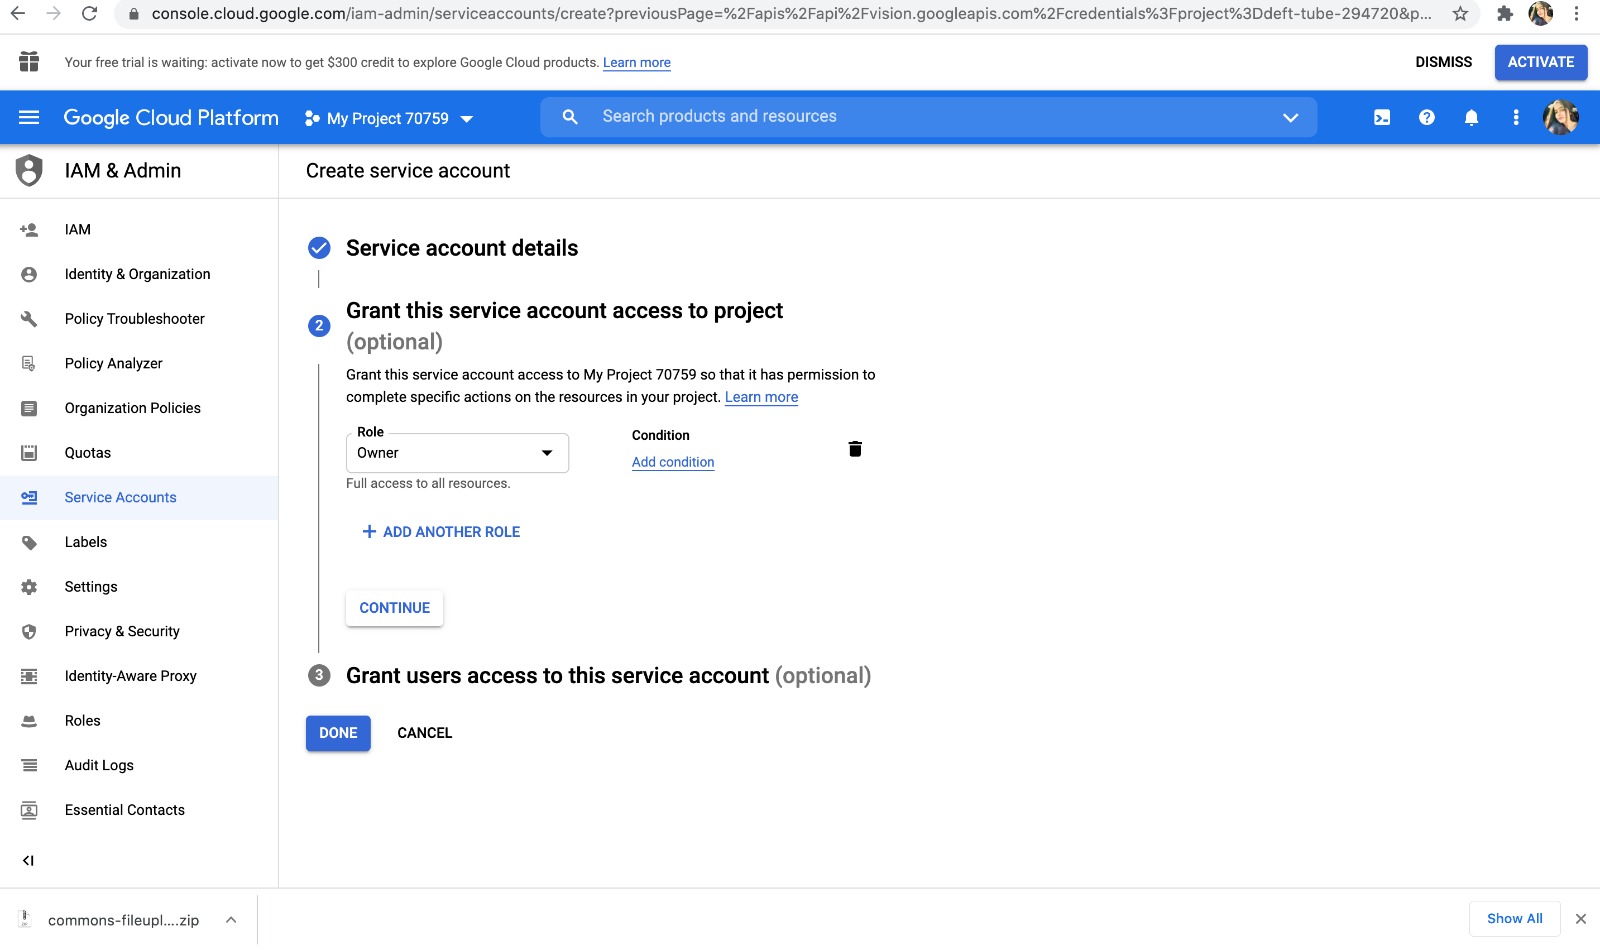 console.cloud.google.com/iam-admin/serviceaccounts/create?previousPage=%2Fapis%2Fapi%2Fvision.googleapis.com%2Fcredentials%3Fproject%3Ddeft-tube-294720&p...
Your free trial is waiting: activate now to get $300 credit to explore Google Cloud products. Learn more
DISMISS
ACTIVATE
Google Cloud Platform
My Project 70759
Search products and resources
IAM & Admin
Create service account
IAM
Identity & Organization
Policy Troubleshooter
Policy Analyzer
Organization Policies
Quotas
Service Accounts
Labels
Settings
Privacy & Security
Identity-Aware Proxy
Roles
Audit Logs
Essential Contacts
Service account details
2
Grant this service account access to project
(optional)
Grant this service account access to My Project 70759 so that it has permission to
complete specific actions on the resources in your project. Learn more
Role
Owner
Full access to all resources.
Condition
Add condition
+ ADD ANOTHER ROLE
CONTINUE
3
Grant users access to this service account (optional)
DONE
CANCEL
commons-fileupl....zip
Show All